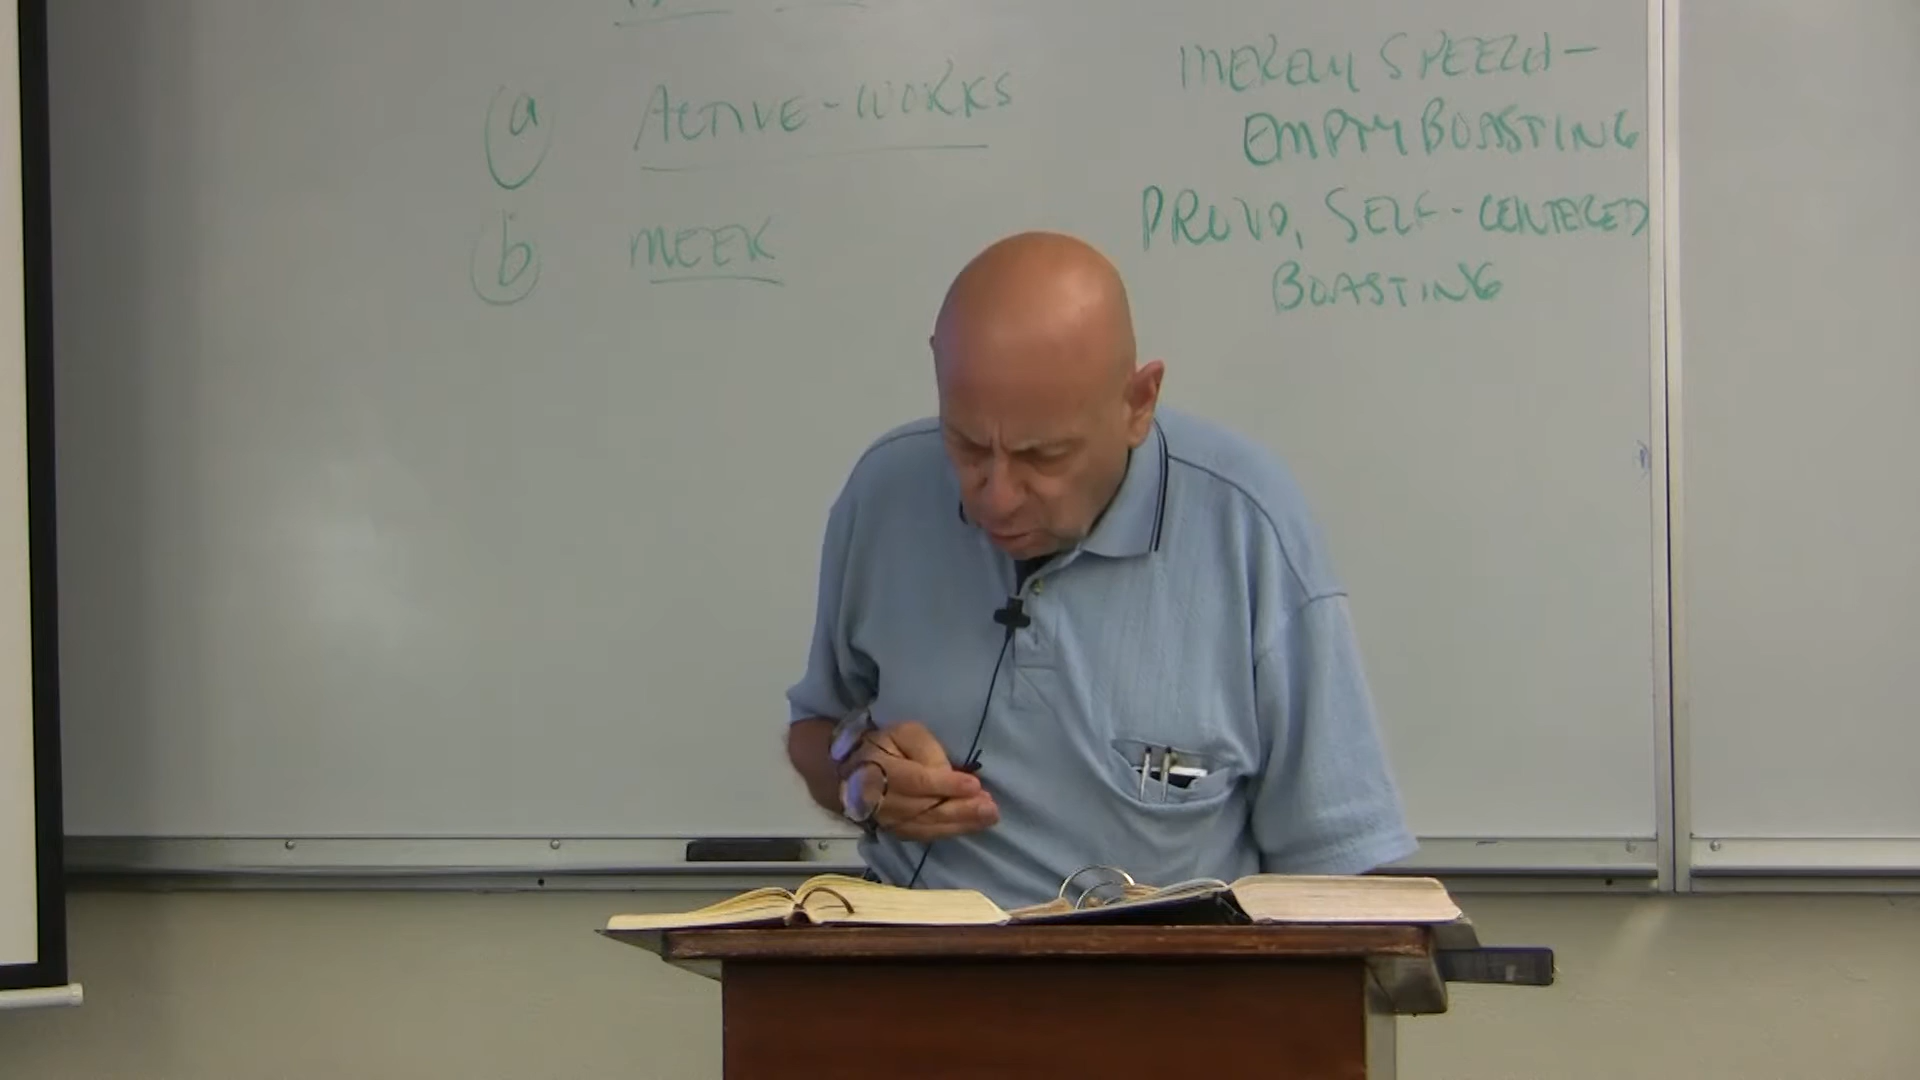 a ACTIVE-WORKS
b MEEK
MERELY SPEECH-
EMPTY BOASTING
PROUD, SELF-CENTERED
BOASTING